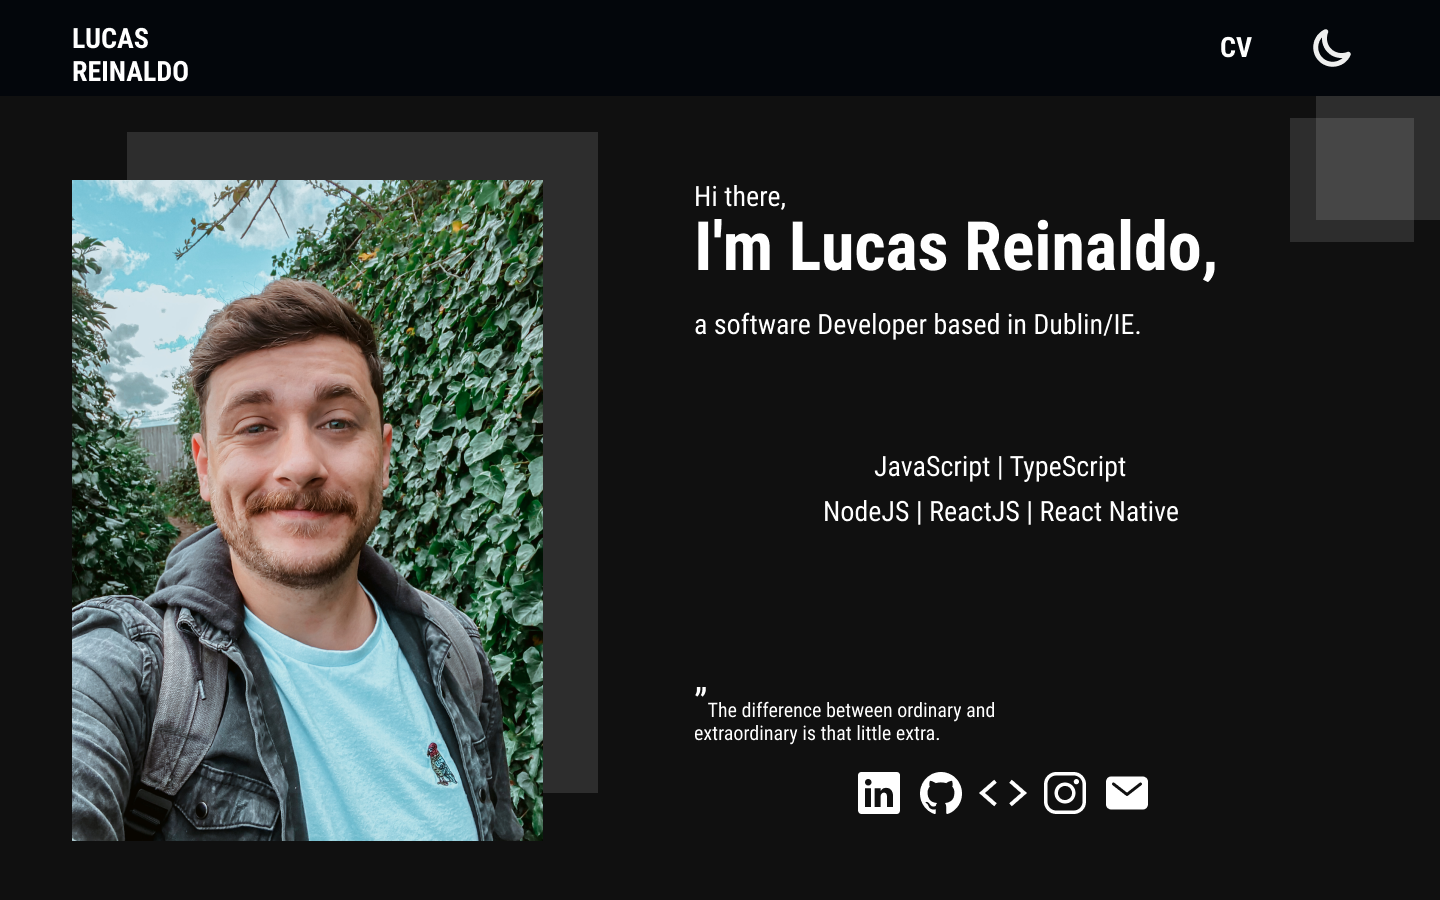 LUCAS
REINALDO
CV
Hi there,
I'm Lucas Reinaldo,
a software Developer based in Dublin/IE.
JavaScript | TypeScript
NodeJS | ReactJS | React Native
”The difference between ordinary and
extraordinary is that little extra.
in